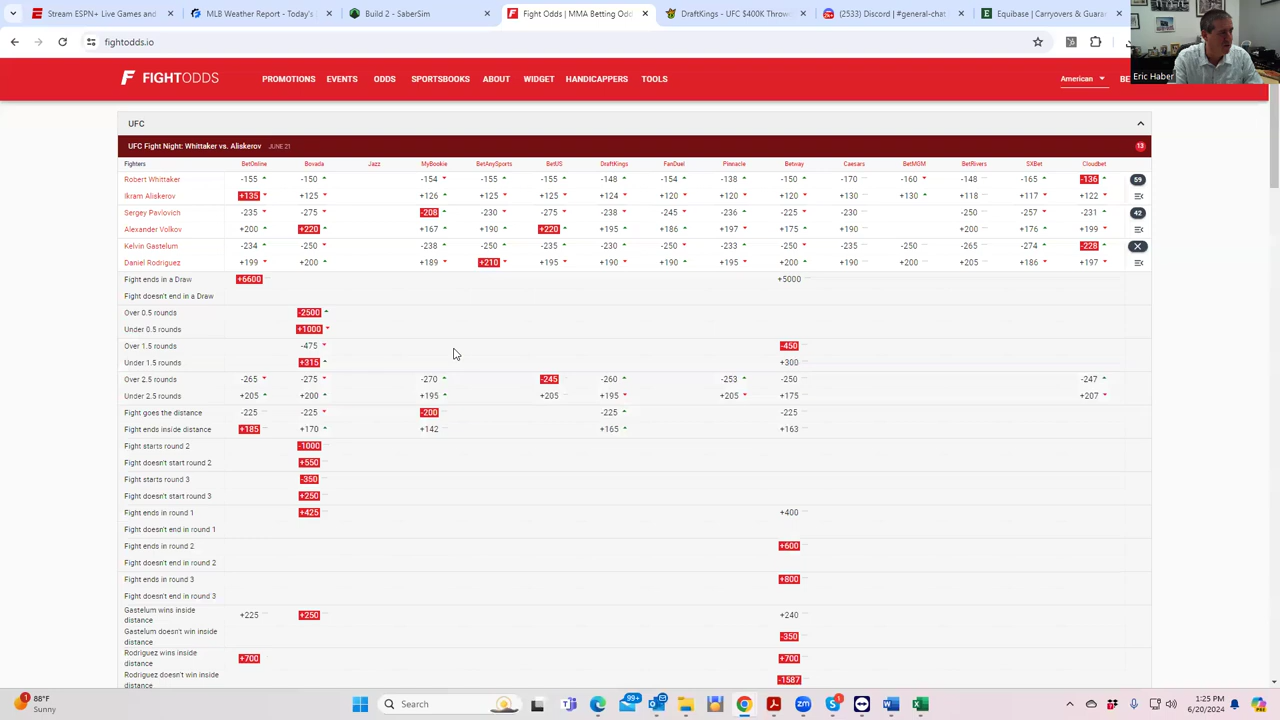 Stream ESPN+ Live events
MLB Weather Report - Today's
Build 2 - SaberSim
Fight Odds | MMA Betting Odd
DraftKings - $400K Throw
(2533) Discord | #general-chat
Equibase | Carryovers & Guara
fightodds.io
Eric Haber
FIGHTODDS PROMOTIONS EVENTS ODDS SPORTSBOOKS ABOUT WIDGET HANDICAPPERS TOOLS American BE
UFC
UFC Fight Night: Whittaker vs. Aliskerov JUNE 21 13
Fighters BetOnline Bovada Jazz MyBookie BetAnySports BetUS DraftKings FanDuel Pinnacle Betway Caesars BetMGM BetRivers SXBet Cloudbet
Robert Whittaker -155 -150 -154 -155 -155 -148 -154 -138 -150 -170 -160 -148 -165 -136 59
Ikram Aliskerov +135 +125 +126 +125 +125 +124 +120 +120 +120 +130 +130 +118 +117 +122
Sergey Pavlovich -235 -275 -208 -230 -275 -238 -245 -236 -225 -230 -250 -257 -231 42
Alexander Volkov +200 +220 +167 +190 +220 +195 +186 +197 +175 +190 +200 +176 +199
Kelvin Gastelum -234 -250 -238 -250 -235 -230 -250 -233 -250 -235 -250 -265 -274 -228
Daniel Rodriguez +199 +200 +189 +210 +195 +190 +190 +195 +200 +190 +200 +205 +186 +197
Fight ends in a Draw +6600 +5000
Fight doesn't end in a Draw
Over 0.5 rounds -2500
Under 0.5 rounds +1000
Over 1.5 rounds -475 -450
Under 1.5 rounds +315 +300
Over 2.5 rounds -265 -275 -270 -245 -260 -253 -250 -247
Under 2.5 rounds +205 +200 +195 +205 +195 +205 +175 +207
Fight goes the distance -225 -225 -200 -225 -225
Fight ends inside distance +185 +170 +142 +165 +163
Fight starts round 2 -1000
Fight doesn't start round 2 +550
Fight starts round 3 -350
Fight doesn't start round 3 +250
Fight ends in round 1 +425 +400
Fight doesn't end in round 1
Fight ends in round 2 +600
Fight doesn't end in round 2
Fight ends in round 3 +800
Fight doesn't end in round 3
Gastelum wins inside
distance +225 +250 +240
Gastelum doesn't win inside
distance -350
Rodriguez wins inside
distance +700 +700
Rodriguez doesn't win inside
distance -1587
88°F
Sunny
Search
99+
1:25 PM
6/20/2024